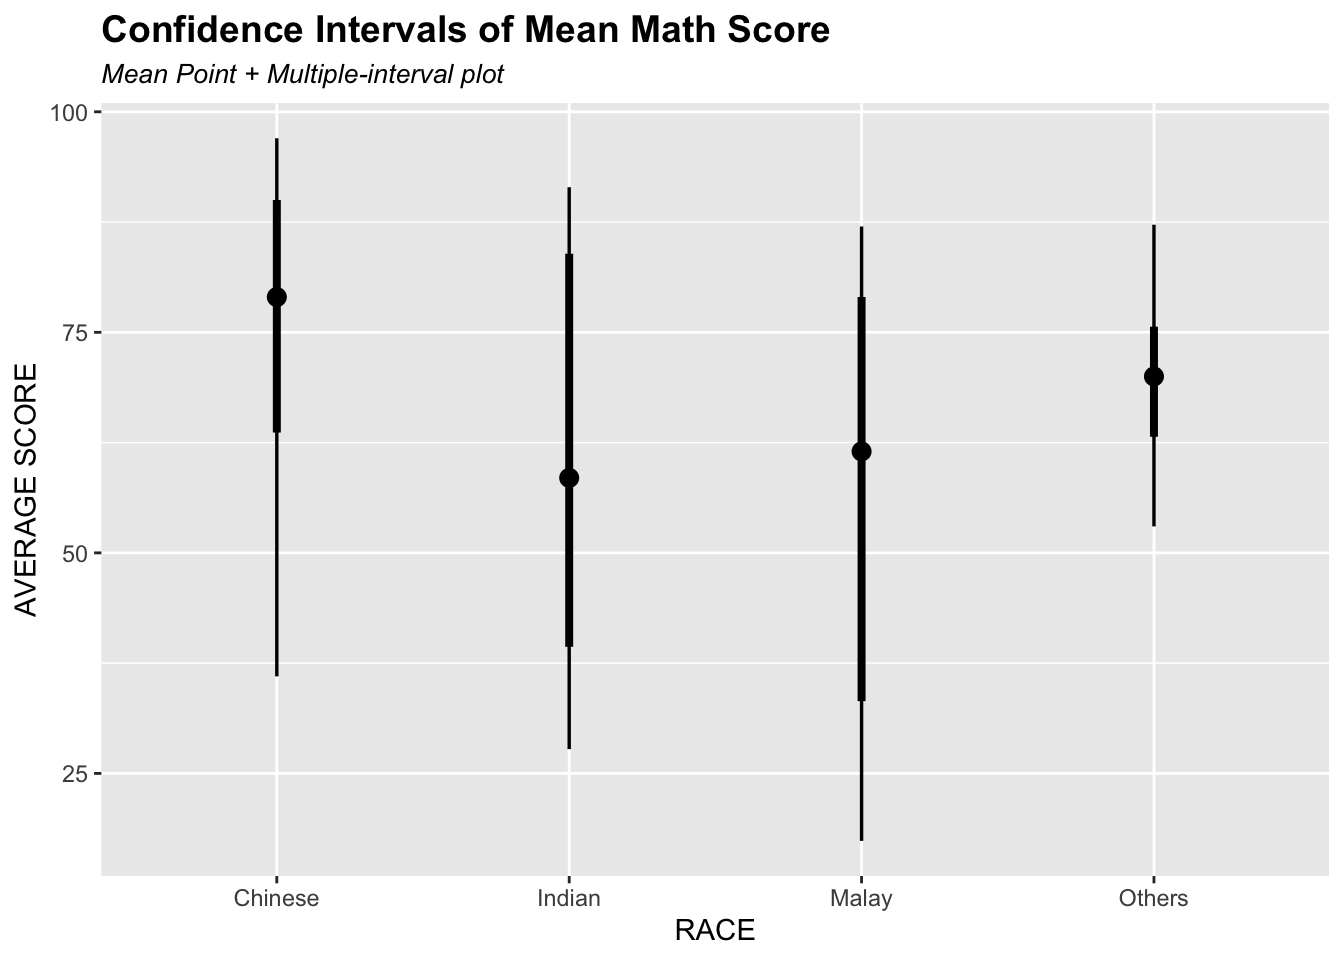 Confidence Intervals of Mean Math Score
Mean Point + Multiple-interval plot
100
75
50
25
AVERAGE SCORE
Chinese Indian Malay Others
RACE